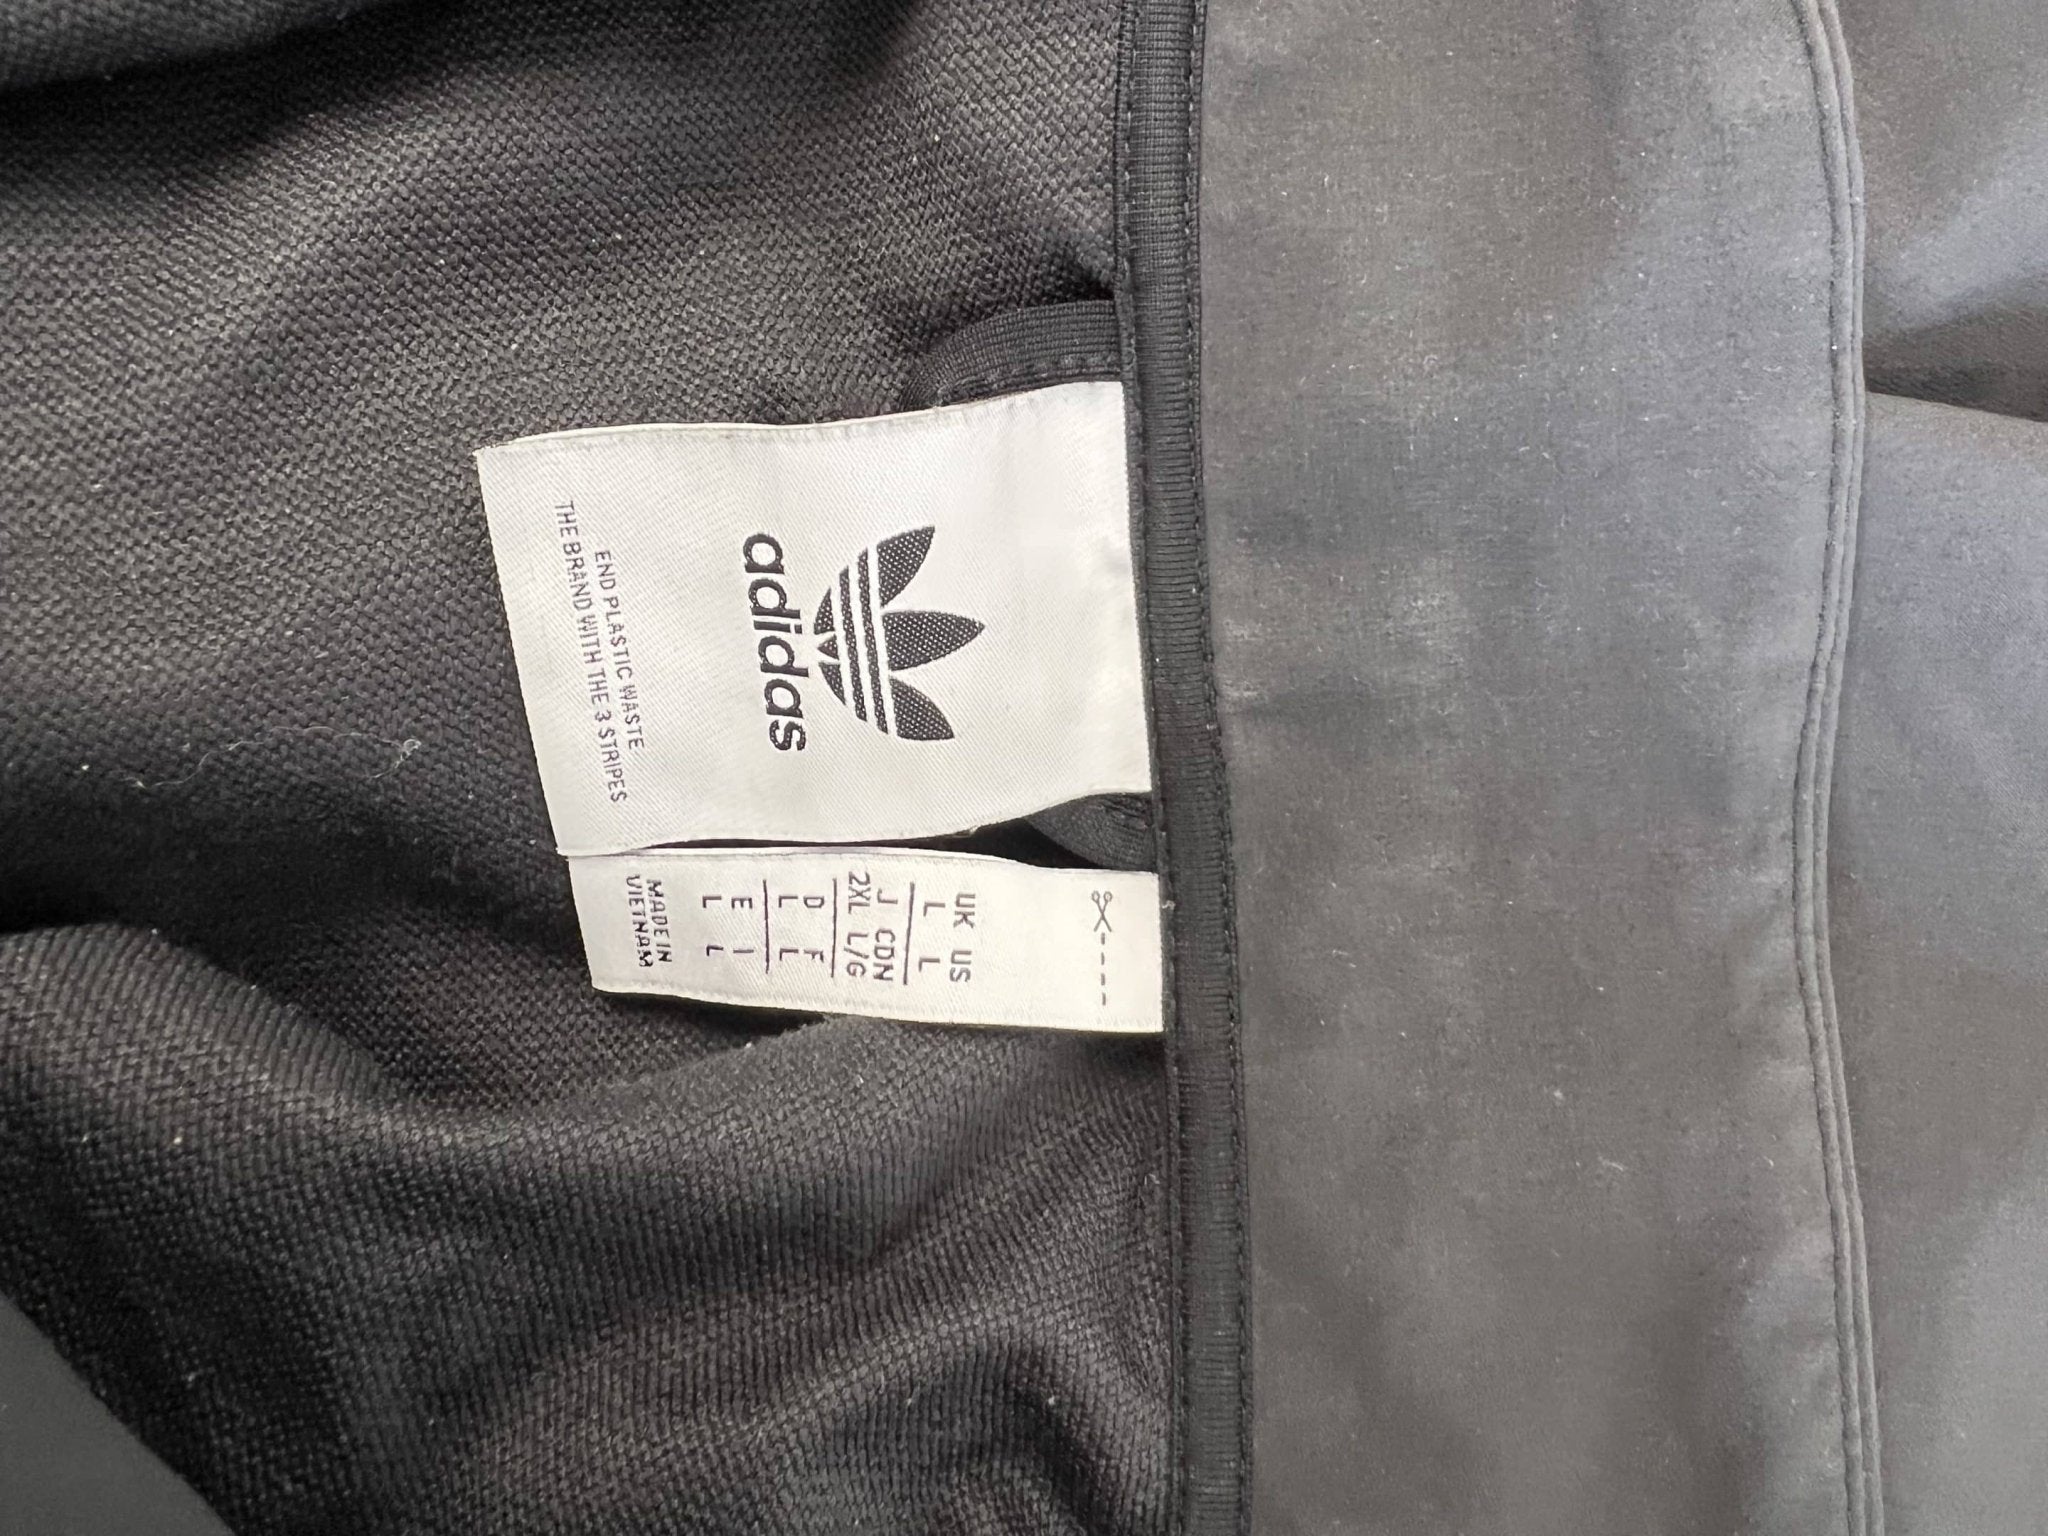 adidas
END PLASTIC WASTE
THE BRAND WITH THE 3 STRIPES
UK US
L L
J CDN
2XL L/G
D F
L L
E I
L L
MADE IN
VIETNAM